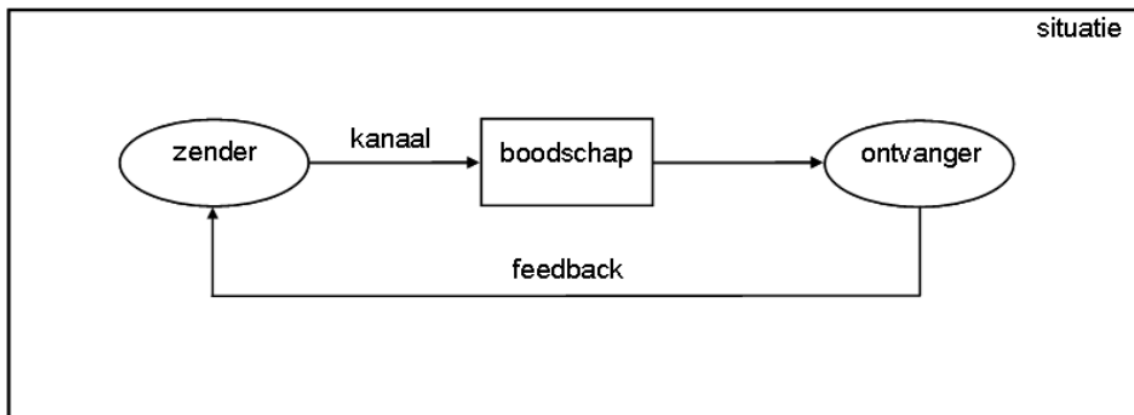 situatie
zender
kanaal
boodschap
ontvanger
feedback